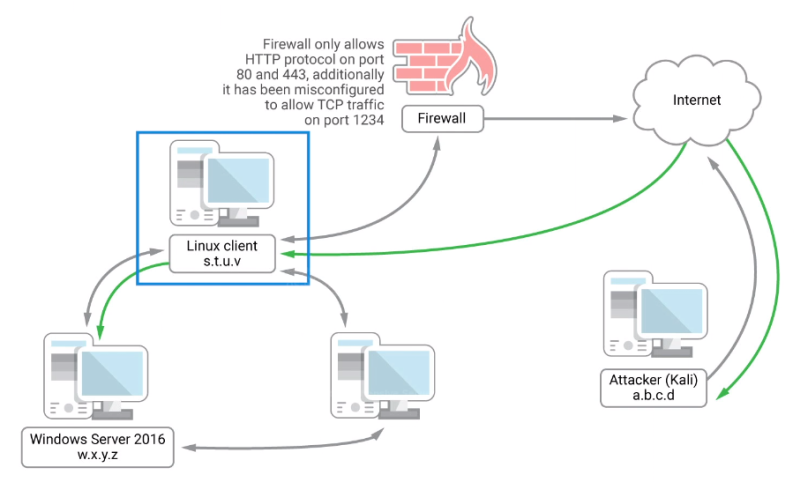 Firewall only allows
HTTP protocol on port
80 and 443, additionally
it has been misconfigured
to allow TCP traffic
on port 1234
Firewall
Internet
Linux client
s.t.u.v
Attacker (Kali)
a.b.c.d
Windows Server 2016
w.x.y.z